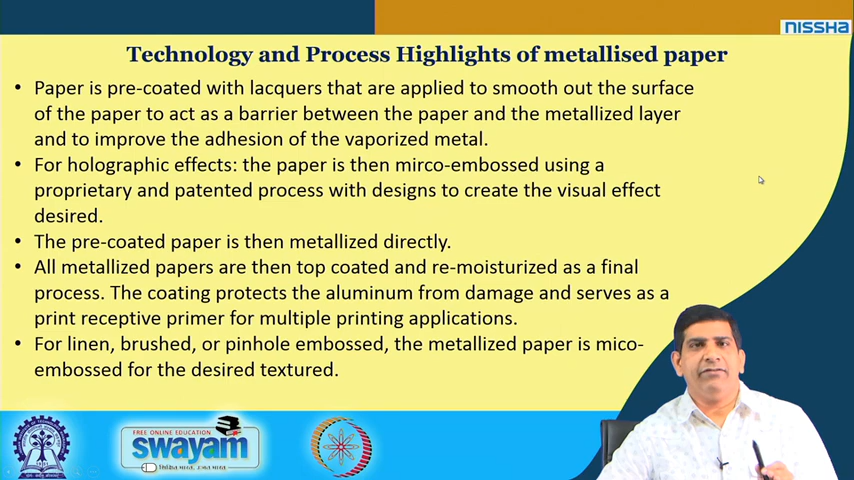 nissha
Technology and Process Highlights of metallised paper
• Paper is pre-coated with lacquers that are applied to smooth out the surface
of the paper to act as a barrier between the paper and the metallized layer
and to improve the adhesion of the vaporized metal.
• For holographic effects: the paper is then mirco-embossed using a
proprietary and patented process with designs to create the visual effect
desired.
• The pre-coated paper is then metallized directly.
• All metallized papers are then top coated and re-moisturized as a final
process. The coating protects the aluminum from damage and serves as a
print receptive primer for multiple printing applications.
• For linen, brushed, or pinhole embossed, the metallized paper is mico-
embossed for the desired textured.
FREE ONLINE EDUCATION
swayam